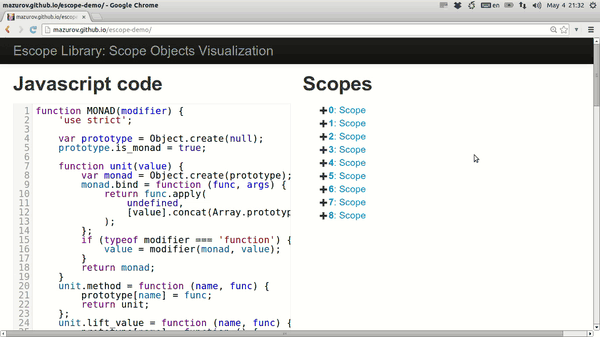 mazurov.github.io/escope-demo/ - Google Chrome
en
May 4 21:32
mazurov.github.io/escop
mazurov.github.io/escope-demo/
Escope Library: Scope Objects Visualization
Javascript code
Scopes
1 function MONAD(modifier) {
2 'use strict';
3
4 var prototype = Object.create(null);
5 prototype.is_monad = true;
6
7 function unit(value) {
8 var monad = Object.create(prototype);
9 monad.bind = function (func, args) {
10 return func.apply(
11 undefined,
12 [value].concat(Array.prototyp
13 );
14 };
15 if (typeof modifier === 'function') {
16 value = modifier(monad, value);
17 }
18 return monad;
19 }
20 unit.method = function (name, func) {
21 prototype[name] = func;
22 return unit;
23 };
24 unit.lift_value = function (name, func) {
0: Scope
1: Scope
2: Scope
3: Scope
4: Scope
5: Scope
6: Scope
7: Scope
8: Scope